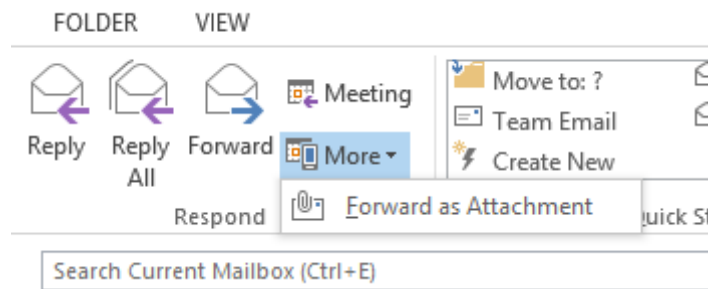 FOLDER VIEW
Meeting
Move to: ?
Team Email
Reply Reply All Forward
More
Create New
Respond
Forward as Attachment
Search Current Mailbox (Ctrl+E)